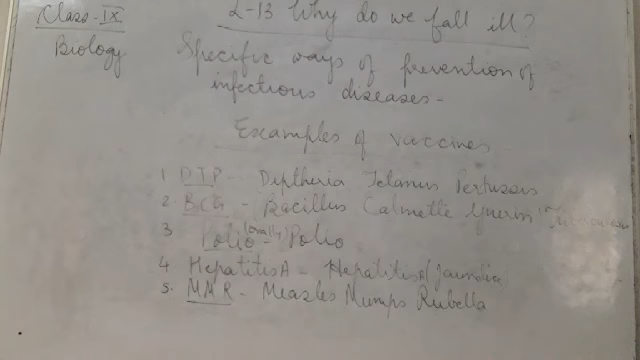 Class-IX
L-13 Why do we fall ill?
Biology
Specific ways of prevention of
infectious diseases-
Examples of vaccines
1 DTP - Diptheria Tetanus Pertussis
2. BCG - Bacillus Calmette Guerin
3 Polio (orally) - Polio
4 Hepatitis A - Hepatitis A (Jaundice)
5. MMR - Measles Mumps Rubella